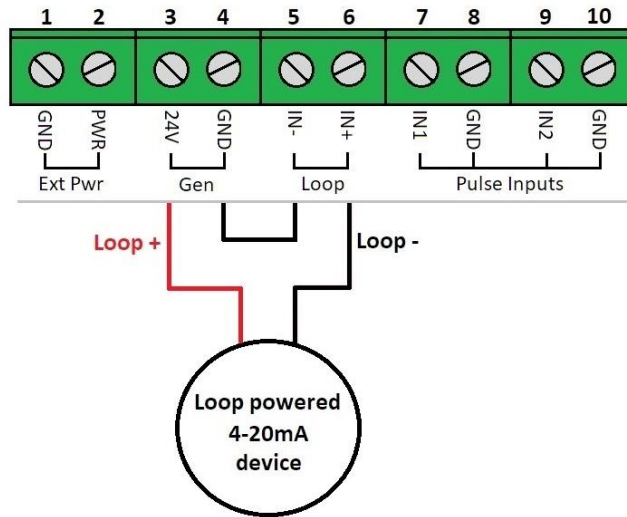 1 2 3 4 5 6 7 8 9 10
GND PWR 24V GND IN- IN+ IN1 GND IN2 GND
Ext Pwr Gen Loop Pulse Inputs
Loop + Loop -
Loop powered
4-20mA
device